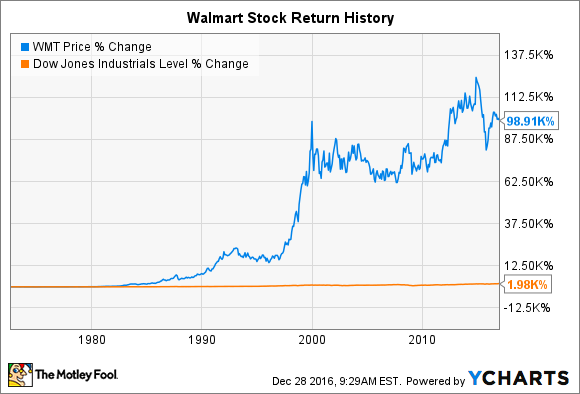 Walmart Stock Return History
WMT Price % Change
Dow Jones Industrials Level % Change
137.5K%
112.5K%
98.91K%
87.50K%
62.50K%
37.50K%
12.50K%
1.98K%
-12.5K%
1980 1990 2000 2010
The Motley Fool.
Dec 28 2016, 9:29AM EST. Powered by YCHARTS